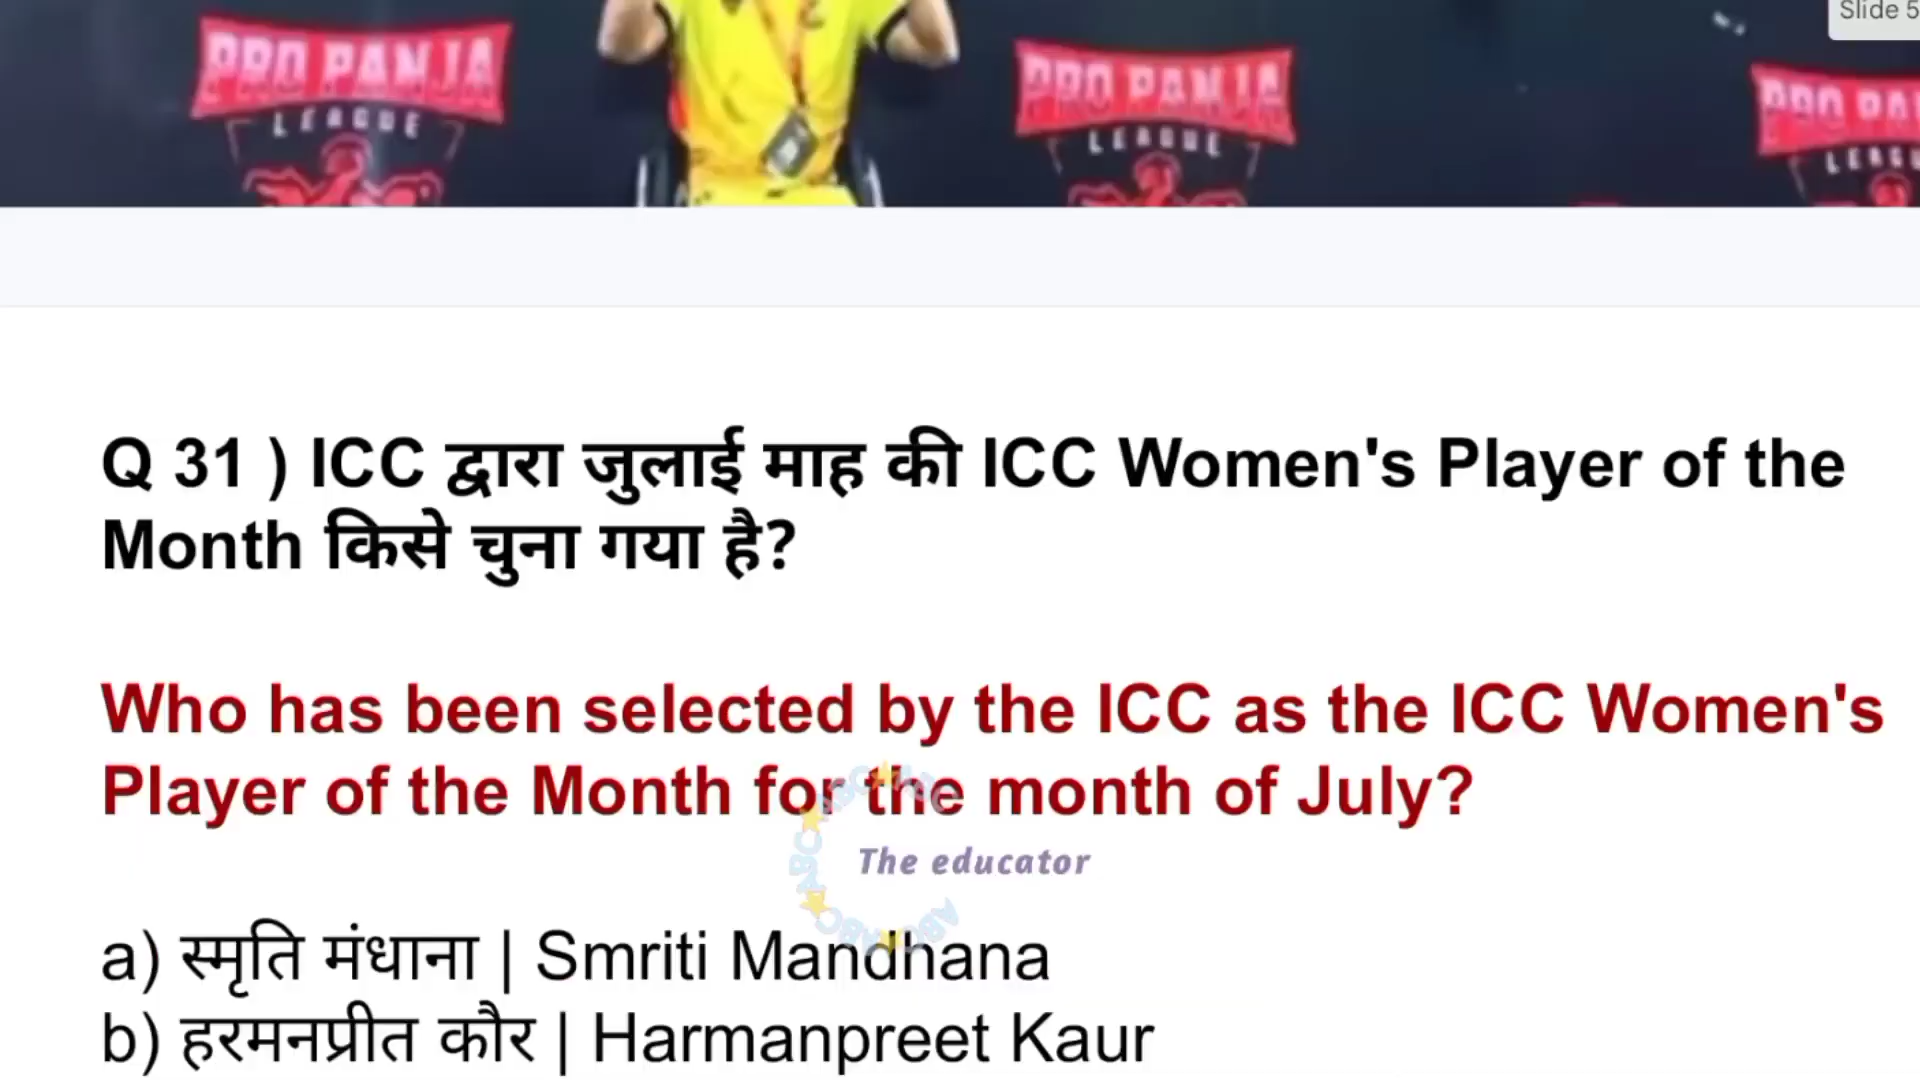 Slide 5
PRO PANJA
LEAGUE
PRO PANJA
LEAGUE
Q 31 ) ICC द्वारा जुलाई माह की ICC Women's Player of the
Month किसे चुना गया है?
Who has been selected by the ICC as the ICC Women's
Player of the Month for the month of July?
The educator
a) स्मृति मंधाना | Smriti Mandhana
b) हरमनप्रीत कौर | Harmanpreet Kaur